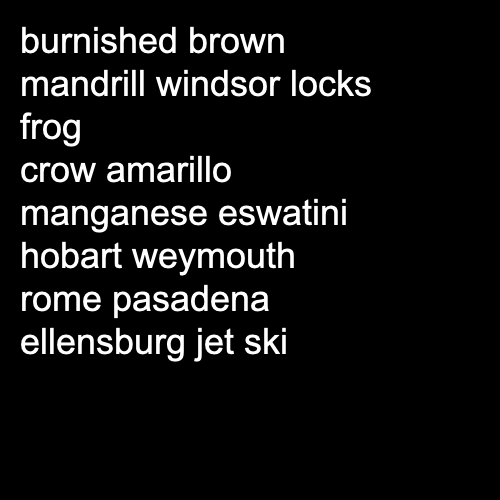 burnished brown
mandrill windsor locks
frog
crow amarillo
manganese eswatini
hobart weymouth
rome pasadena
ellensburg jet ski